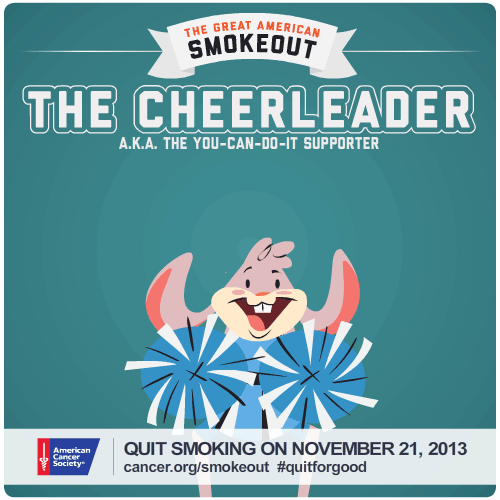 THE GREAT AMERICAN
SMOKEOUT
THE CHEERLEADER
A.K.A. THE YOU-CAN-DO-IT SUPPORTER
American
Cancer
Society®
QUIT SMOKING ON NOVEMBER 21, 2013
cancer.org/smokeout #quitforgood